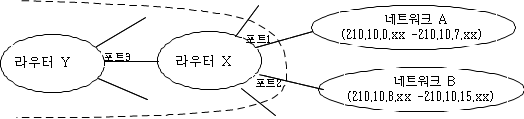 네트워크 A
(210,10,0,xx -210,10,7,xx)
포트1
라우터 Y
포트3
라우터 X
포트2
네트워크 B
(210,10,8,xx -210,10,15,xx)